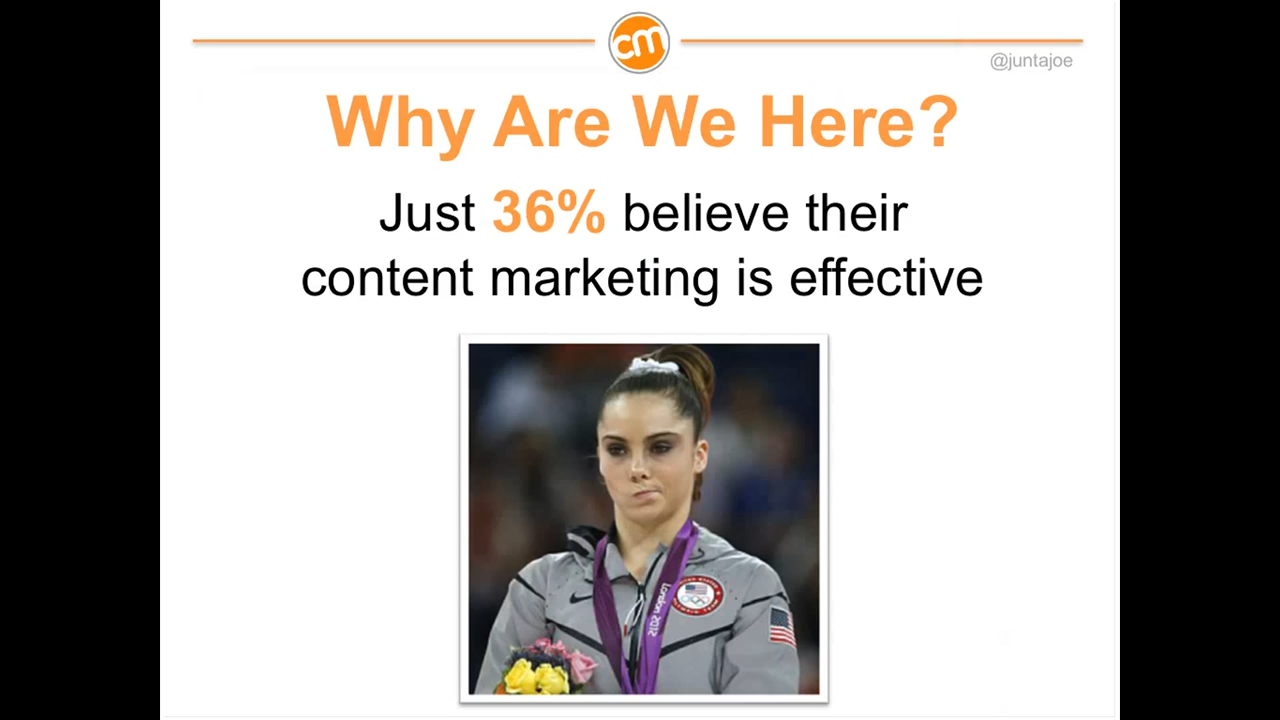 cm
@juntajoe
Why Are We Here?
Just 36% believe their
content marketing is effective
London 2012